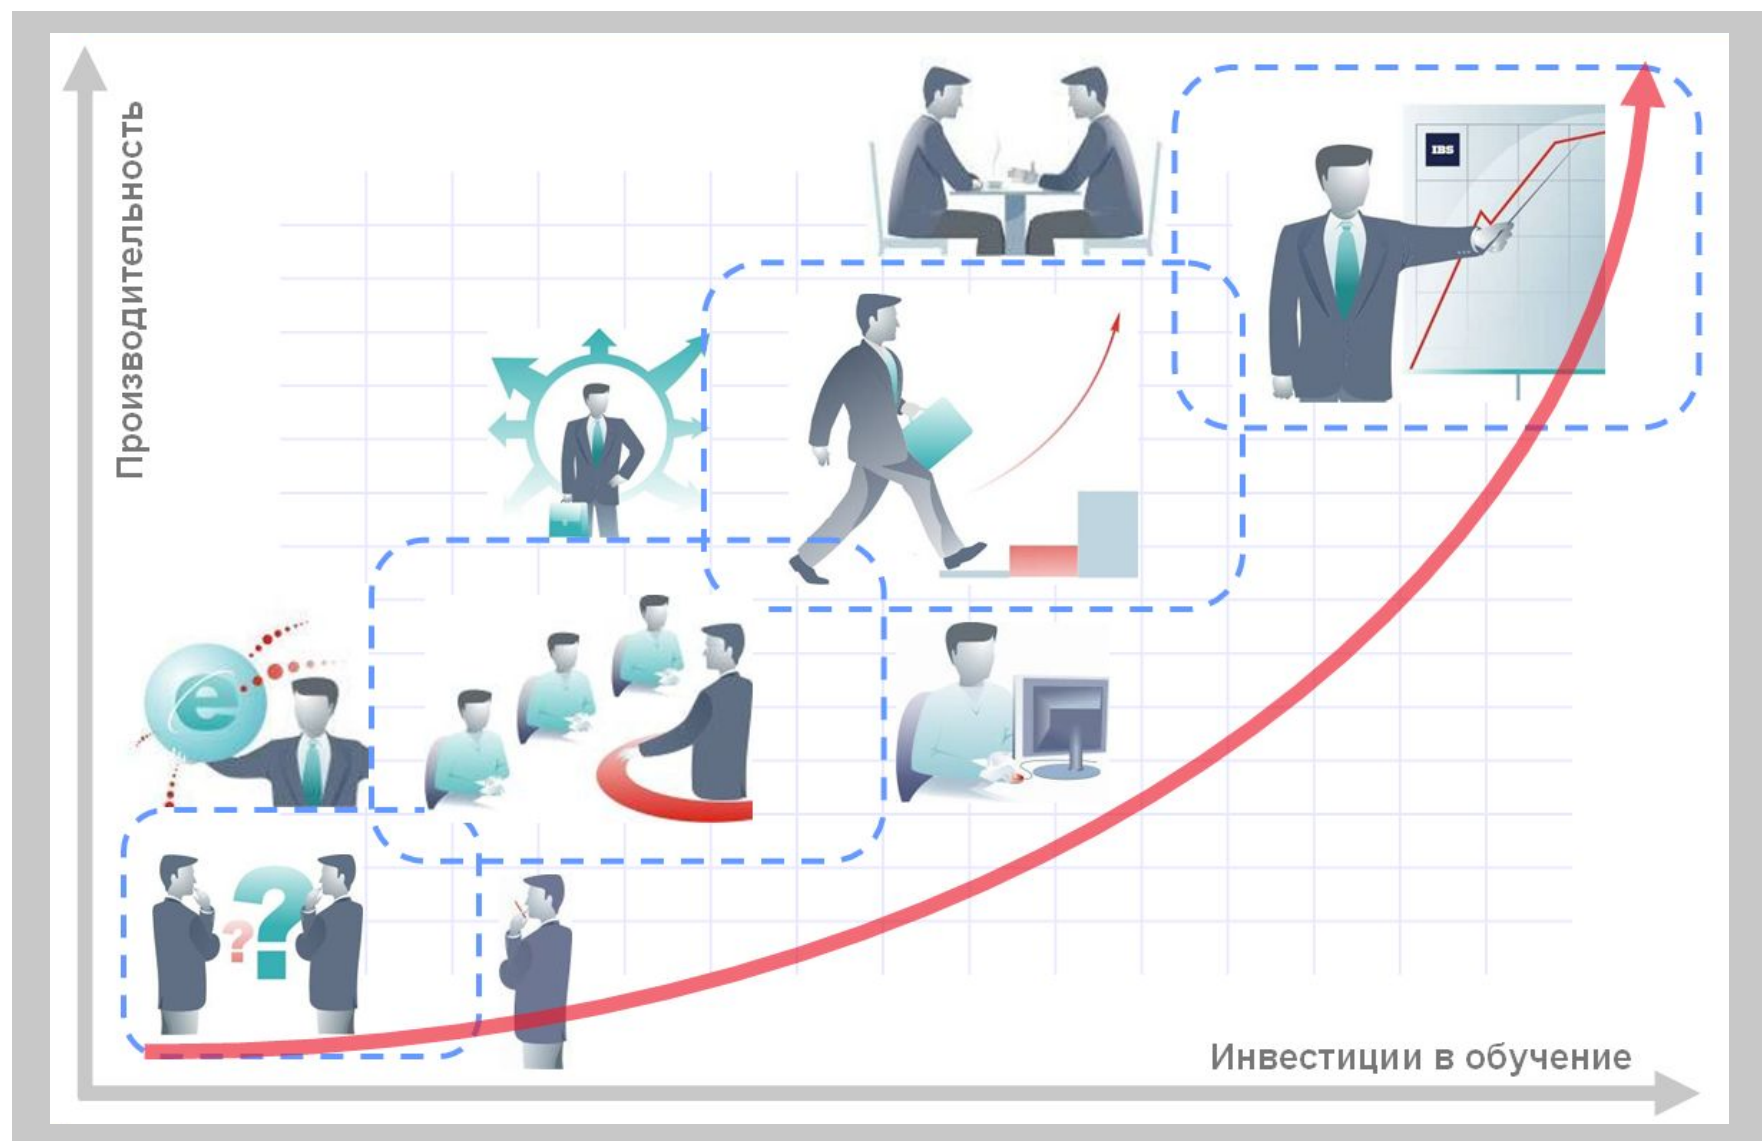 Производительность
IBS
e
? ?
Инвестиции в обучение